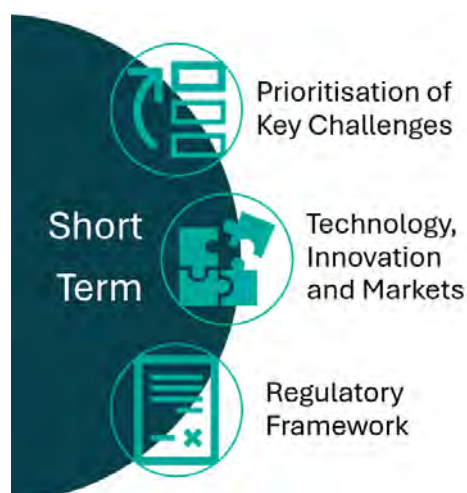 Prioritisation of
Key Challenges
Short
Term
Technology,
Innovation
and Markets
Regulatory
Framework